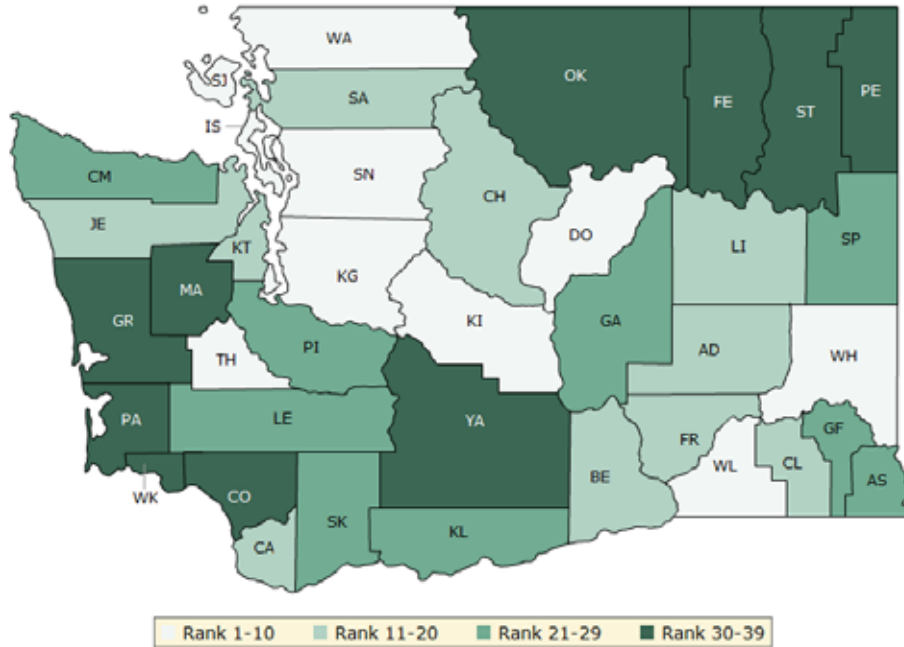 WA
SJ
OK
FE
ST
PE
SA
IS
SN
CM
CH
JE
KT
DO
LI
SP
MA
KG
GR
KI
GA
PI
TH
AD
WH
PA
LE
YA
FR
GF
WL
CL
AS
BE
WK
CO
SK
KL
CA
Rank 1-10 Rank 11-20 Rank 21-29 Rank 30-39